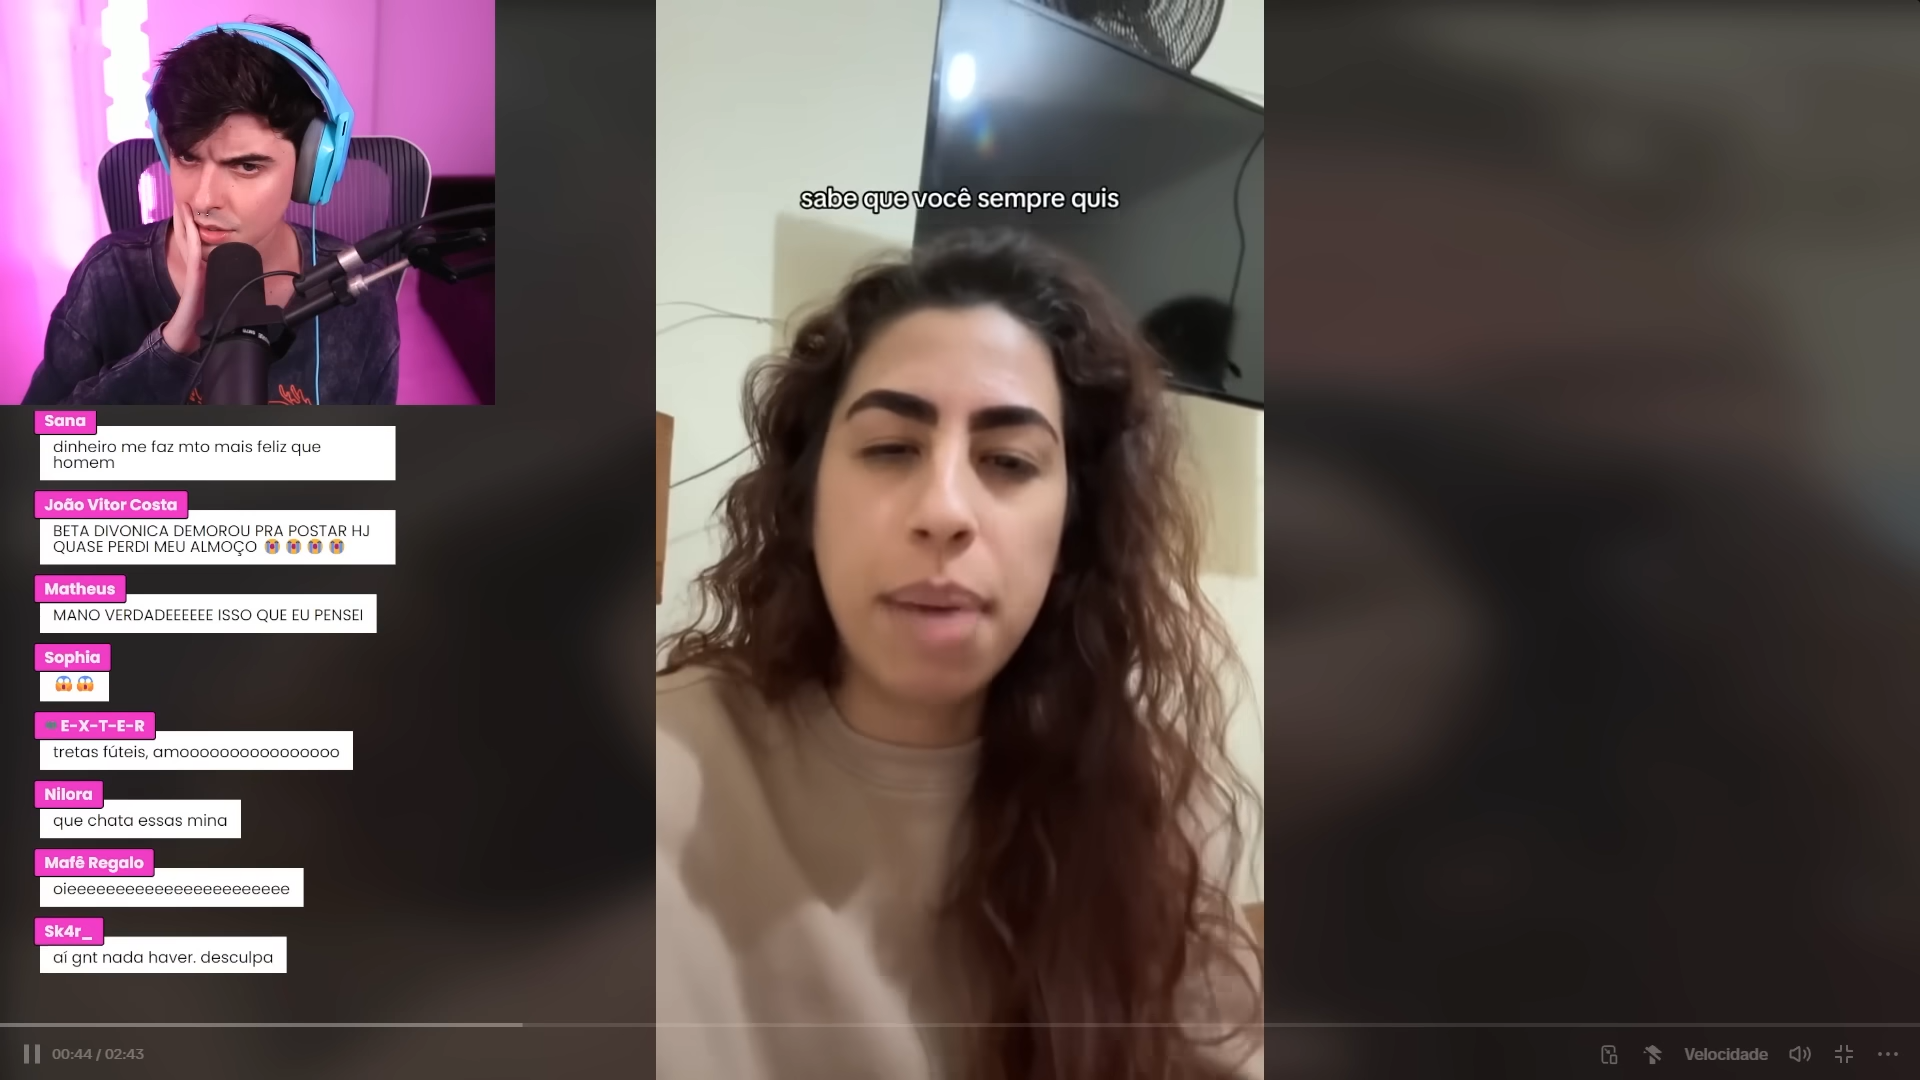 sabe que você sempre quis
Sana
dinheiro me faz mto mais feliz que
homem
João Vitor Costa
BETA DIVONICA DEMOROU PRA POSTAR HJ
QUASE PERDI MEU ALMOÇO 😭😭😭😭
Matheus
MANO VERDADEEEEEE ISSO QUE EU PENSEI
Sophia
😱😱
E-X-T-E-R
tretas fúteis, amoooooooooooooooo
Nilora
que chata essas mina
Mafê Regalo
oieeeeeeeeeeeeeeeeeeeeeee
Sk4r_
aí gnt nada haver. desculpa
00:44 / 02:43
Velocidade